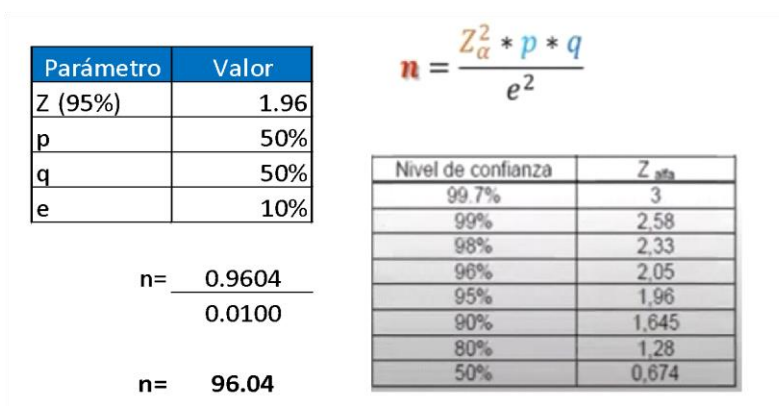 Parámetro Valor
Z (95%) 1.96
p 50%
q 50%
e 10%
n= 0.9604
0.0100
n= 96.04
n = Z²α * p * q
e²
Nivel de confianza Z alfa
99.7% 3
99% 2,58
98% 2,33
96% 2,05
95% 1,96
90% 1,645
80% 1,28
50% 0,674